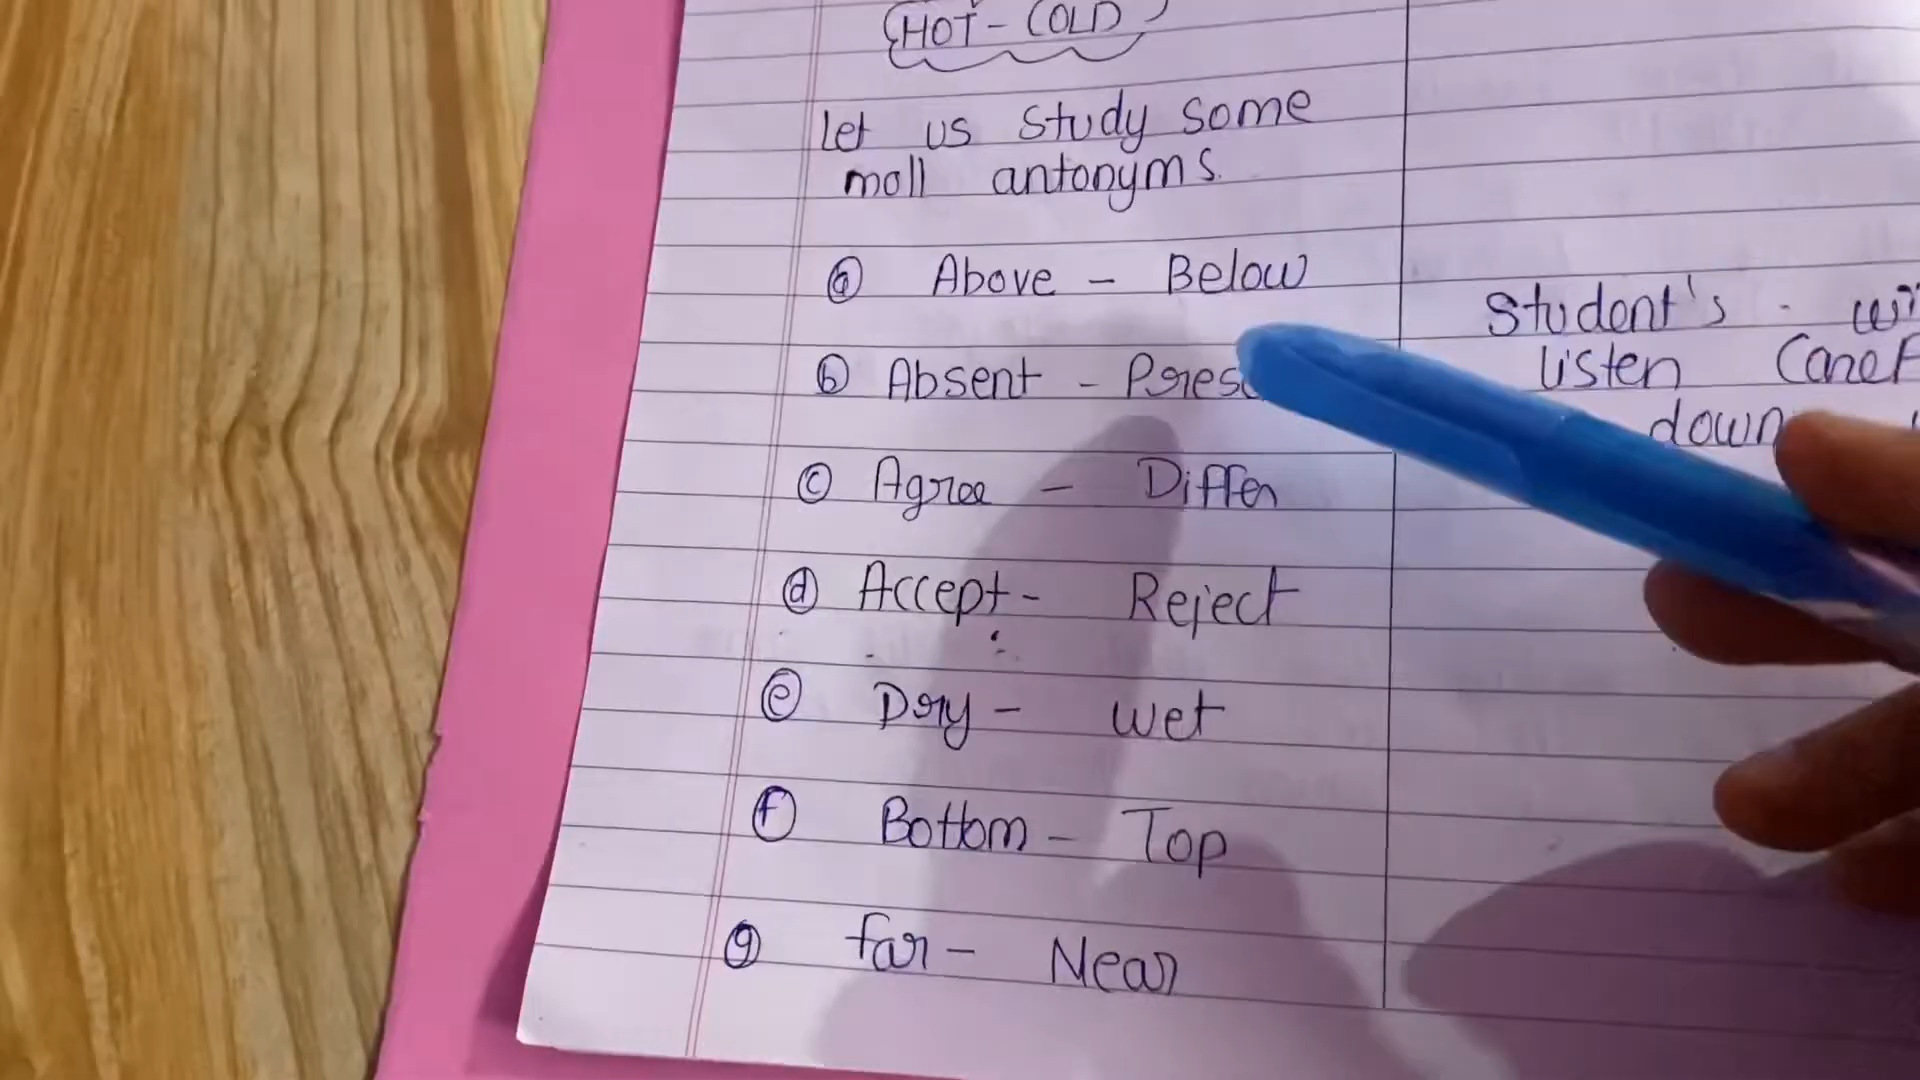 HOT - COLD
Let us study some
moll antonyms.
a Above - Below
b Absent - Prese
c Agree - Differ
d Accept - Reject
e Dry - Wet
f Bottom - Top
g far - Near
Student's
listen
down